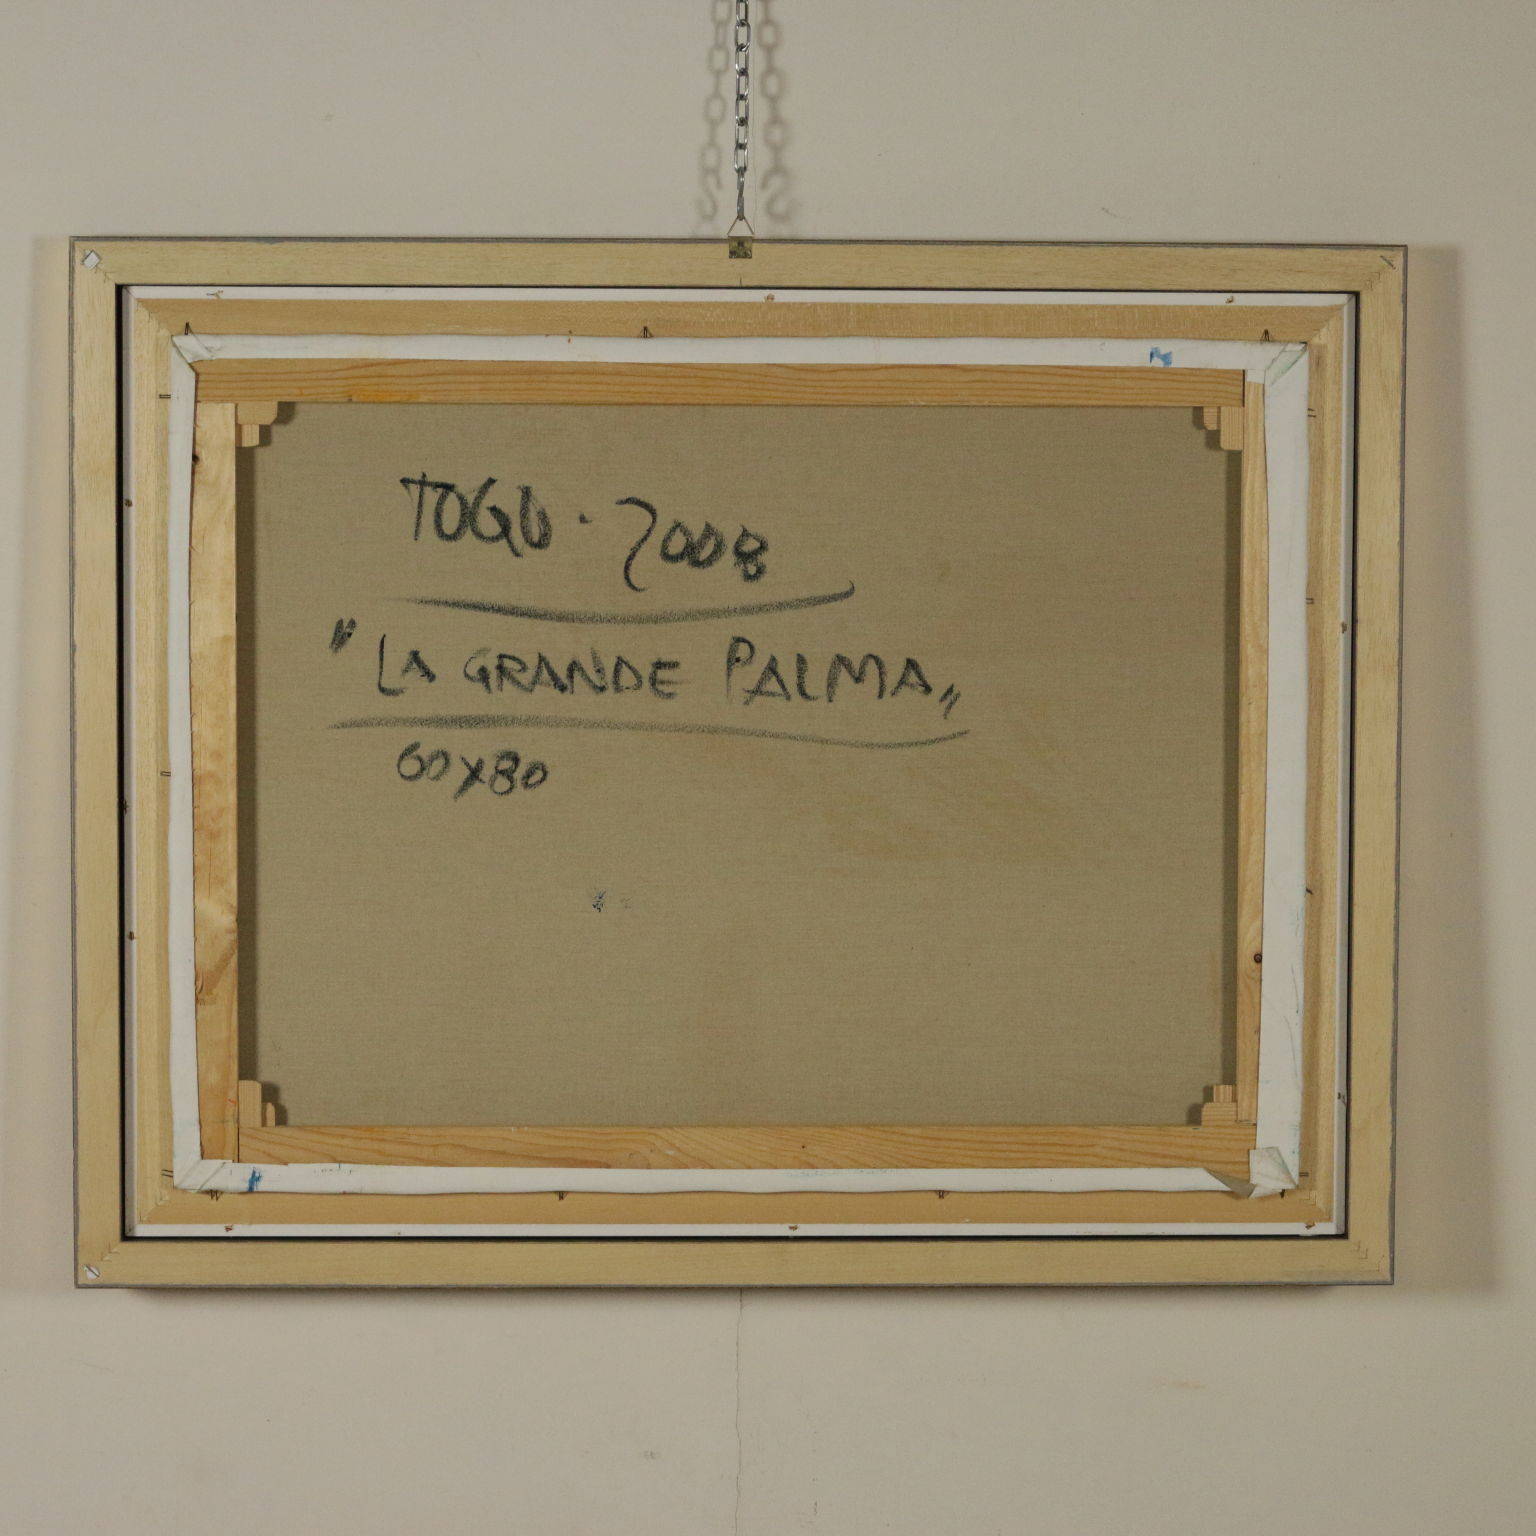 TOGO · 2008
"LA GRANDE PALMA"
60x80